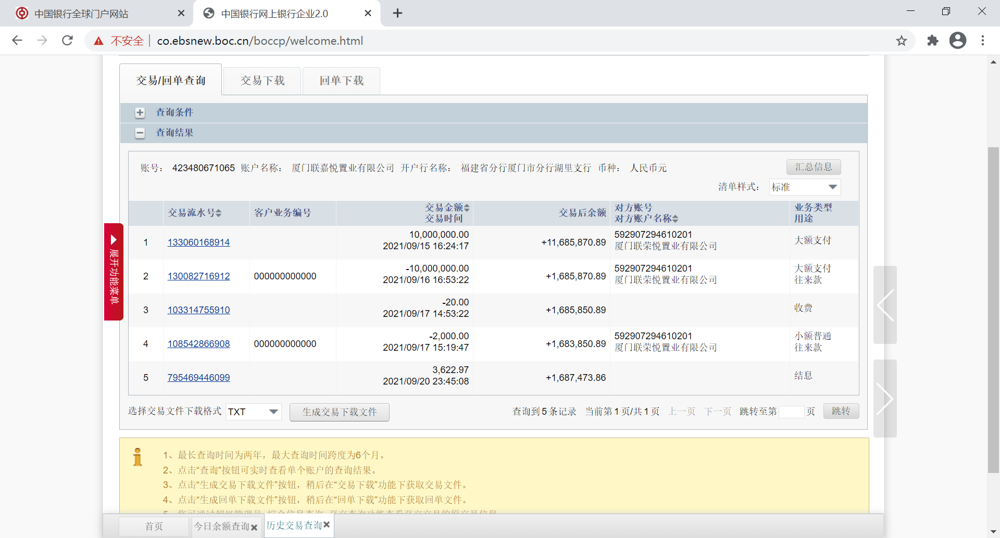 中国银行全球门户网站
中国银行网上银行企业2.0
不安全
co.ebsnew.boc.cn/boccp/welcome.html
交易/回单查询
交易下载
回单下载
查询条件
查询结果
账号： 423480671065 账户名称： 厦门联嘉悦置业有限公司 开户行名称： 福建省分行厦门市分行湖里支行 币种： 人民币元
汇总信息
清单样式： 标准
交易流水号 客户业务编号 交易金额 交易后余额 对方账号 业务类型
交易时间 对方账户名称 用途
1 133060168914 10,000,000.00 +11,685,870.89 592907294610201 大额支付
2021/09/15 16:24:17 厦门联荣悦置业有限公司
2 130082716912 000000000000 -10,000,000.00 +1,685,870.89 592907294610201 大额支付
2021/09/16 16:53:22 厦门联荣悦置业有限公司 往来款
3 103314755910 -20.00 +1,685,850.89 收费
2021/09/17 14:53:22
4 108542866908 000000000000 -2,000.00 +1,683,850.89 592907294610201 小额普通
2021/09/17 15:19:47 厦门联荣悦置业有限公司 往来款
5 795469446099 3,622.97 +1,687,473.86 结息
2021/09/20 23:45:08
展开功能菜单
选择交易文件下载格式 TXT 生成交易下载文件 查询到 5 条记录 当前第 1 页/共 1 页 上一页 下一页 跳转至第 页 跳转
1、最长查询时间为两年，最大查询时间跨度为6个月。
2、点击“查询”按钮可实时查看单个账户的查询结果。
3、点击“生成交易下载文件”按钮，稍后在“交易下载”功能下获取交易文件。
4、点击“生成回单下载文件”按钮，稍后在“回单下载”功能下获取回单文件。
首页
今日余额查询
历史交易查询